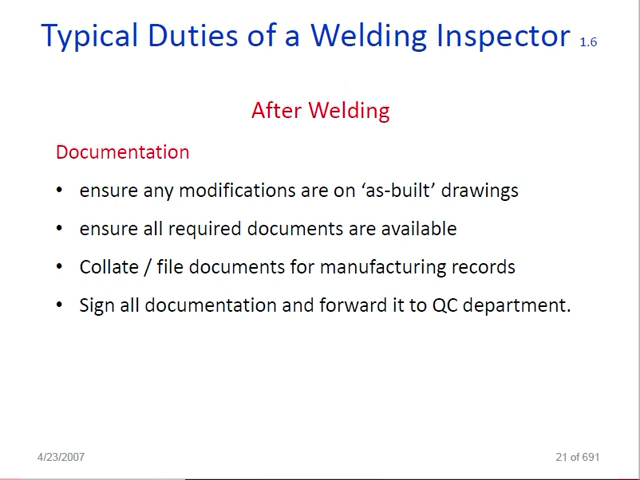 Typical Duties of a Welding Inspector 1.6
After Welding
Documentation
• ensure any modifications are on ‘as-built’ drawings
• ensure all required documents are available
• Collate / file documents for manufacturing records
• Sign all documentation and forward it to QC department.
4/23/2007 21 of 691